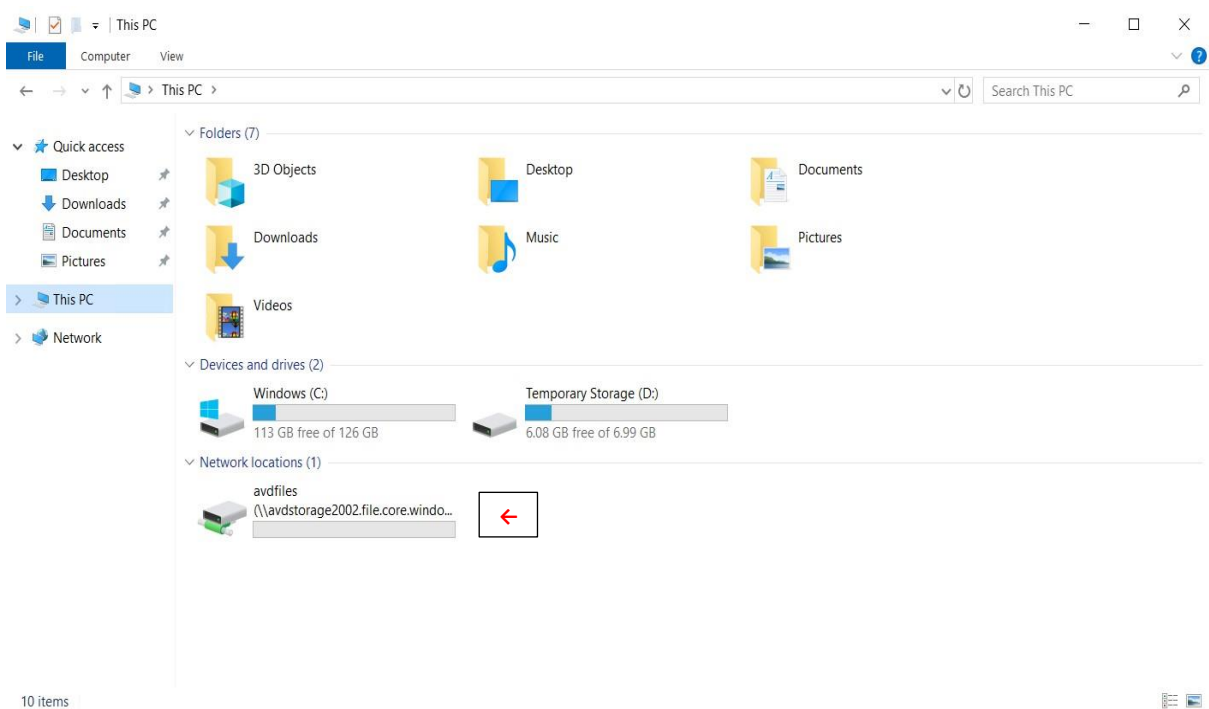 This PC
File Computer View
This PC
Search This PC
Quick access
Desktop
Downloads
Documents
Pictures
This PC
Network
Folders (7)
3D Objects Desktop Documents
Downloads Music Pictures
Videos
Devices and drives (2)
Windows (C:) Temporary Storage (D:)
113 GB free of 126 GB 6.08 GB free of 6.99 GB
Network locations (1)
avdfiles
(\\avdstorage2002.file.core.windo...
10 items